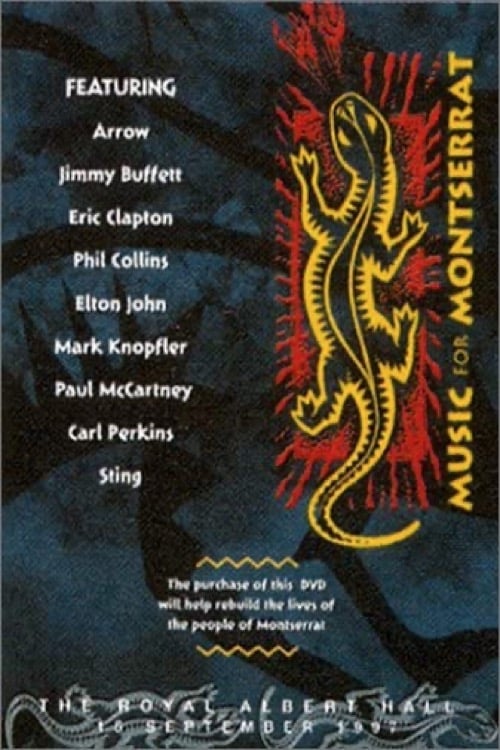 FEATURING
Arrow
Jimmy Buffett
Eric Clapton
Phil Collins
Elton John
Mark Knopfler
Paul McCartney
Carl Perkins
Sting
MUSIC FOR MONTSERRAT
The purchase of this DVD
will help rebuild the lives of
the people of Montserrat
THE ROYAL ALBERT HALL
15 SEPTEMBER 1997